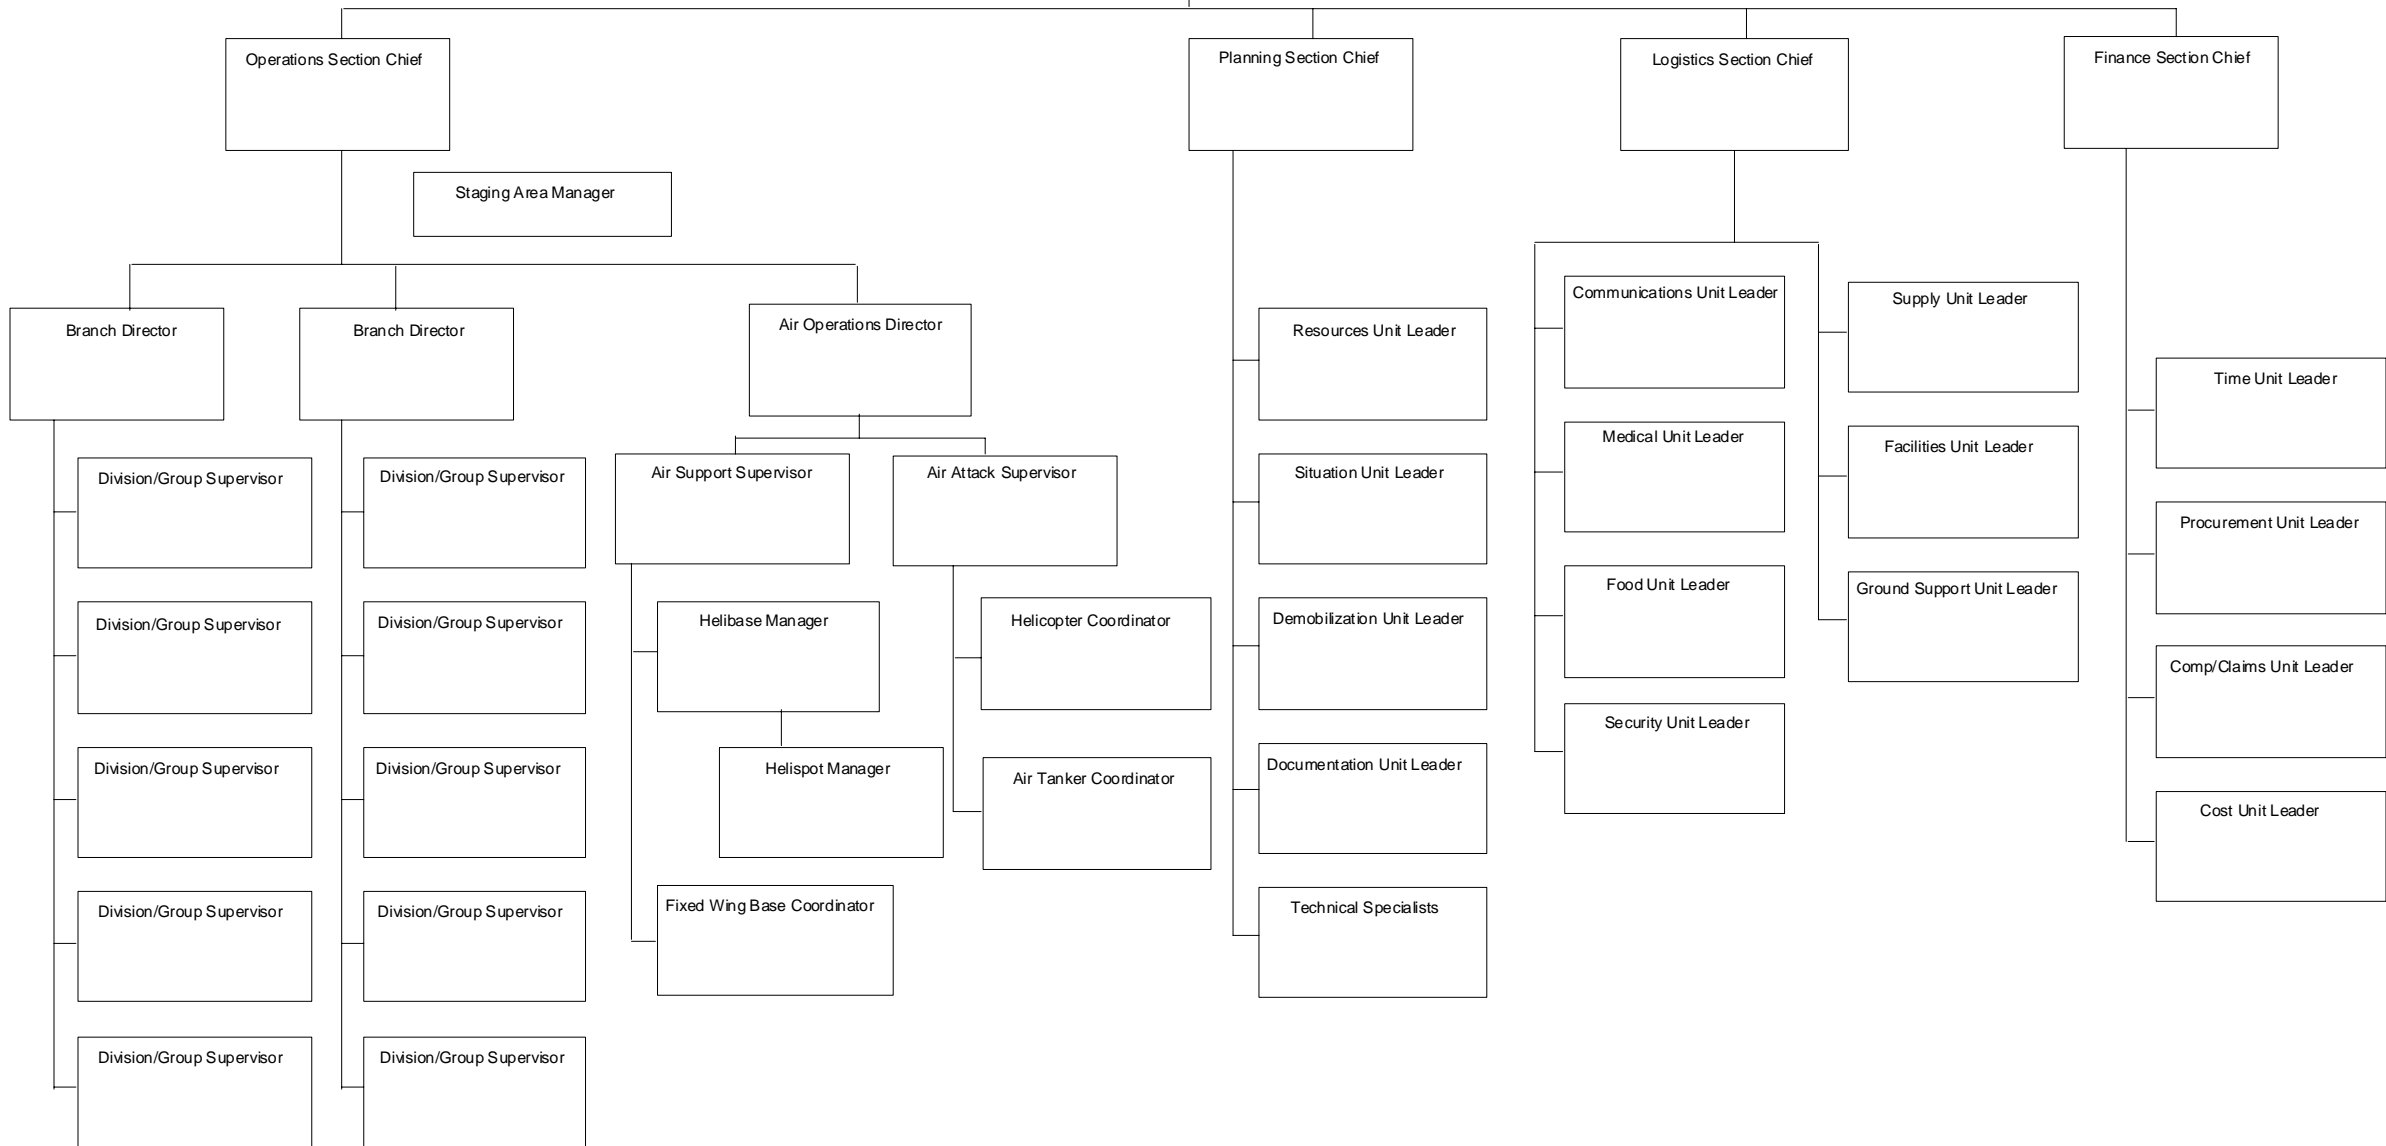 Operations Section Chief
Planning Section Chief
Logistics Section Chief
Finance Section Chief
Staging Area Manager
Branch Director
Branch Director
Air Operations Director
Resources Unit Leader
Communications Unit Leader
Supply Unit Leader
Time Unit Leader
Division/Group Supervisor
Division/Group Supervisor
Air Support Supervisor
Air Attack Supervisor
Situation Unit Leader
Medical Unit Leader
Facilities Unit Leader
Procurement Unit Leader
Division/Group Supervisor
Division/Group Supervisor
Helibase Manager
Helicopter Coordinator
Demobilization Unit Leader
Food Unit Leader
Ground Support Unit Leader
Comp/Claims Unit Leader
Division/Group Supervisor
Division/Group Supervisor
Helispot Manager
Air Tanker Coordinator
Documentation Unit Leader
Security Unit Leader
Cost Unit Leader
Division/Group Supervisor
Division/Group Supervisor
Fixed Wing Base Coordinator
Technical Specialists
Division/Group Supervisor
Division/Group Supervisor